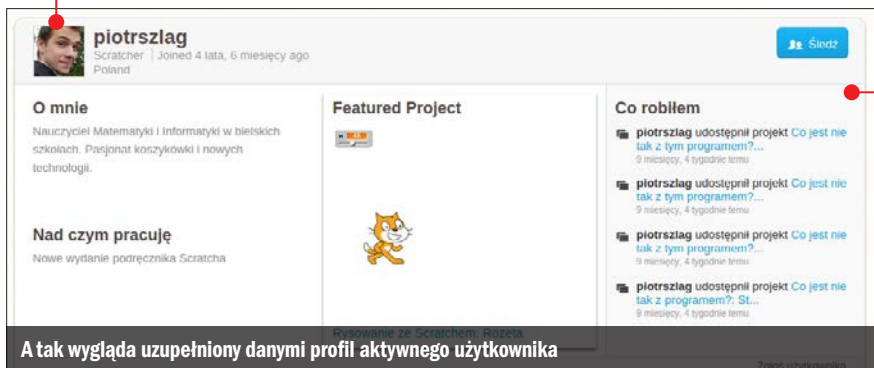 piotrszlag
Scratcher | Joined 4 lata, 6 miesięcy ago
Poland
Śledź
O mnie
Nauczyciel Matematyki i Informatyki w bielskich
szkołach. Pasjonat koszykówki i nowych
technologii.
Nad czym pracuję
Nowe wydanie podręcznika Scratcha
Featured Project
Rysowanie ze Scratchem: Rozeta
Co robiłem
piotrszlag udostępnił projekt Co jest nie
tak z tym programem?...
9 miesięcy, 4 tygodnie temu
piotrszlag udostępnił projekt Co jest nie
tak z tym programem?...
9 miesięcy, 4 tygodnie temu
piotrszlag udostępnił projekt Co jest nie
tak z tym programem?...
9 miesięcy, 4 tygodnie temu
piotrszlag udostępnił projekt Co jest nie
tak z programem?: St...
9 miesięcy, 4 tygodnie temu
Zgłoś użytkownika
A tak wygląda uzupełniony danymi profil aktywnego użytkownika